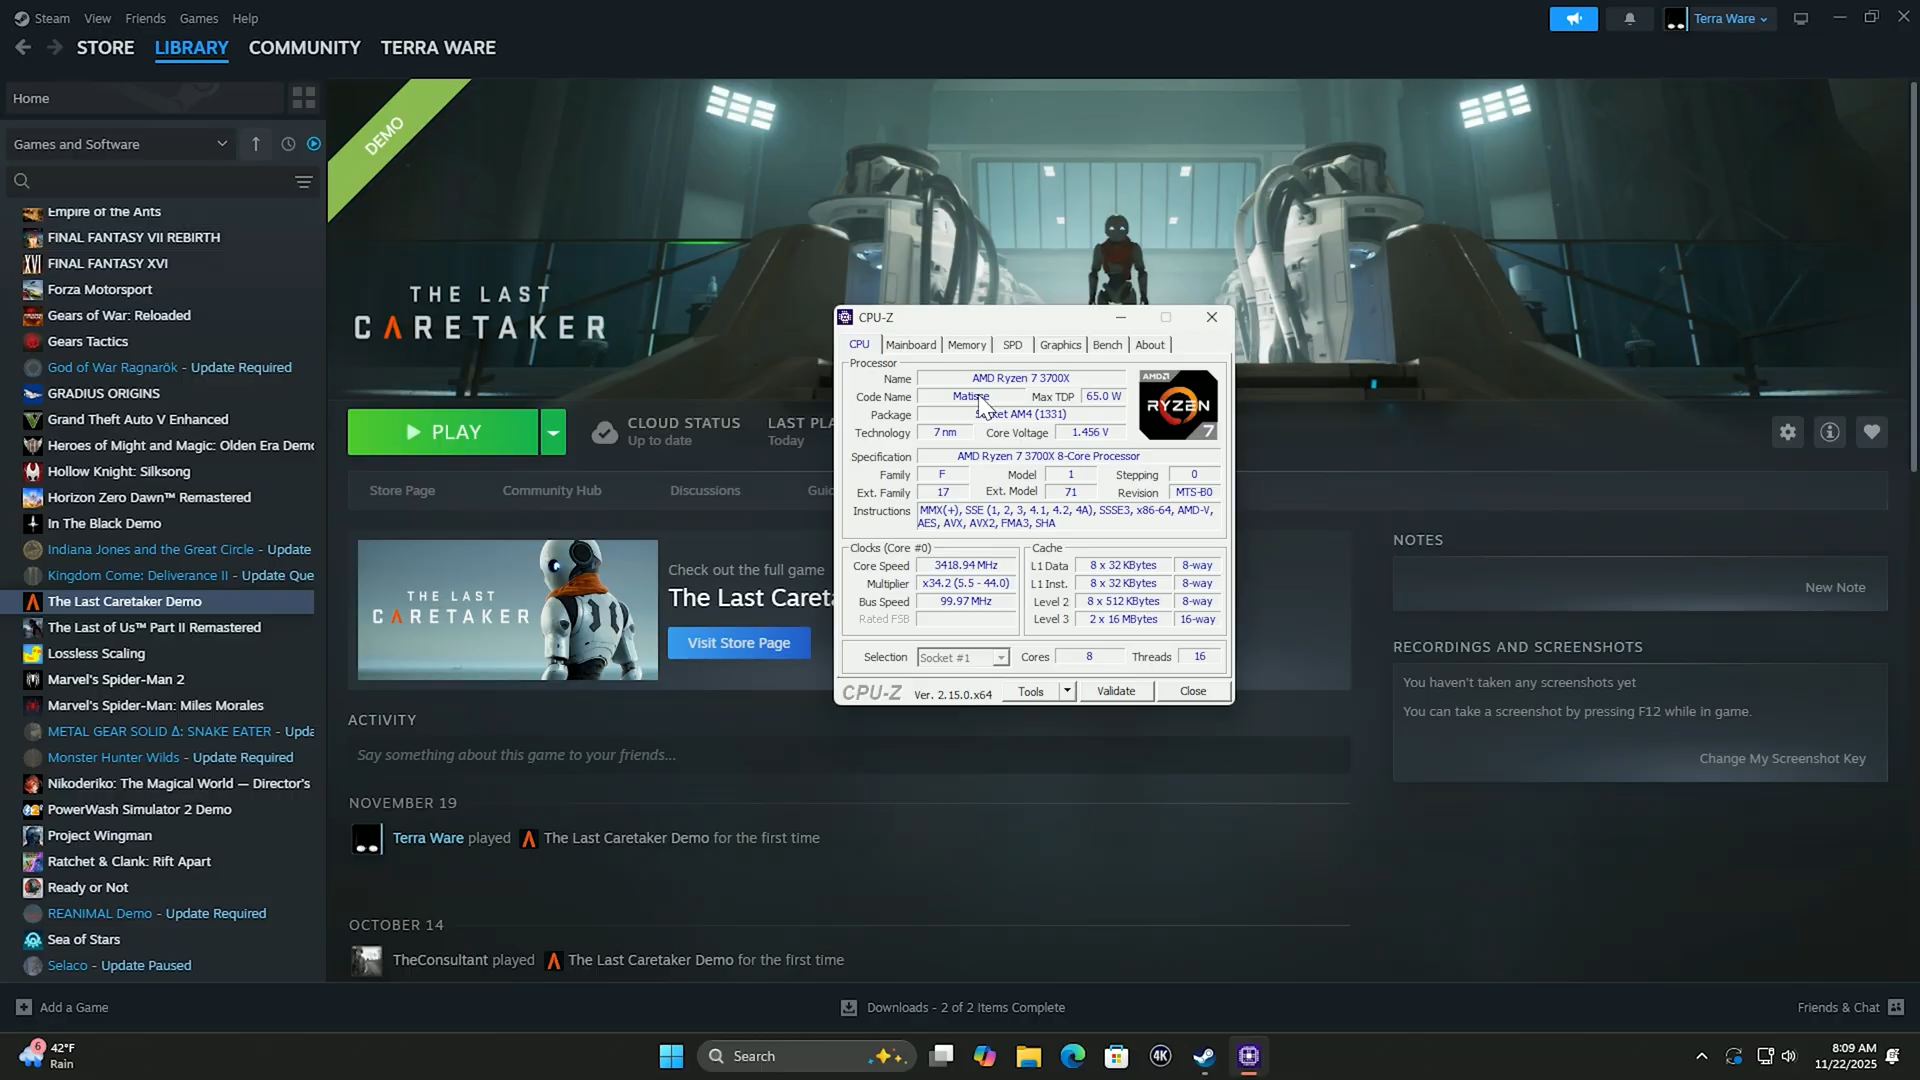 Steam View Friends Games Help
Terra Ware
STORE LIBRARY COMMUNITY TERRA WARE
Home
Games and Software
Empire of the Ants
FINAL FANTASY VII REBIRTH
FINAL FANTASY XVI
Forza Motorsport
Gears of War: Reloaded
Gears Tactics
God of War Ragnarök - Update Required
GRADIUS ORIGINS
Grand Theft Auto V Enhanced
Heroes of Might and Magic: Olden Era Demo
Hollow Knight: Silksong
Horizon Zero Dawn™ Remastered
In The Black Demo
Indiana Jones and the Great Circle - Update
Kingdom Come: Deliverance II - Update Que
The Last Caretaker Demo
The Last of Us™ Part II Remastered
Lossless Scaling
Marvel's Spider-Man 2
Marvel's Spider-Man: Miles Morales
METAL GEAR SOLID Δ: SNAKE EATER - Upda
Monster Hunter Wilds - Update Required
Nikoderiko: The Magical World — Director's
PowerWash Simulator 2 Demo
Project Wingman
Ratchet & Clank: Rift Apart
Ready or Not
REANIMAL Demo - Update Required
Sea of Stars
Selaco - Update Paused
DEMO
THE LAST
CARETAKER
PLAY
CLOUD STATUS
Up to date
LAST PLA
Today
Store Page Community Hub Discussions Guid
THE LAST
CARETAKER
Check out the full game
The Last Careta
Visit Store Page
ACTIVITY
Say something about this game to your friends...
NOVEMBER 19
Terra Ware played The Last Caretaker Demo for the first time
OCTOBER 14
TheConsultant played The Last Caretaker Demo for the first time
NOTES
New Note
RECORDINGS AND SCREENSHOTS
You haven't taken any screenshots yet
You can take a screenshot by pressing F12 while in game.
Change My Screenshot Key
CPU-Z
CPU Mainboard Memory SPD Graphics Bench About
Processor
Name AMD Ryzen 7 3700X
Code Name Matisse Max TDP 65.0 W
Package Socket AM4 (1331)
Technology 7 nm Core Voltage 1.456 V
AMD
RYZEN
7
Specification AMD Ryzen 7 3700X 8-Core Processor
Family F Model 1 Stepping 0
Ext. Family 17 Ext. Model 71 Revision MTS-B0
Instructions MMX(+), SSE (1, 2, 3, 4.1, 4.2, 4A), SSSE3, x86-64, AMD-V,
AES, AVX, AVX2, FMA3, SHA
Clocks (Core #0)
Core Speed 3418.94 MHz
Multiplier x34.2 (5.5 - 44.0)
Bus Speed 99.97 MHz
Rated FSB
Cache
L1 Data 8 x 32 KBytes 8-way
L1 Inst. 8 x 32 KBytes 8-way
Level 2 8 x 512 KBytes 8-way
Level 3 2 x 16 MBytes 16-way
Selection Socket #1 Cores 8 Threads 16
CPU-Z Ver. 2.15.0.x64 Tools Validate Close
Add a Game
Downloads - 2 of 2 Items Complete
Friends & Chat
6
42°F
Rain
Search
4K
8:09 AM
11/22/2025